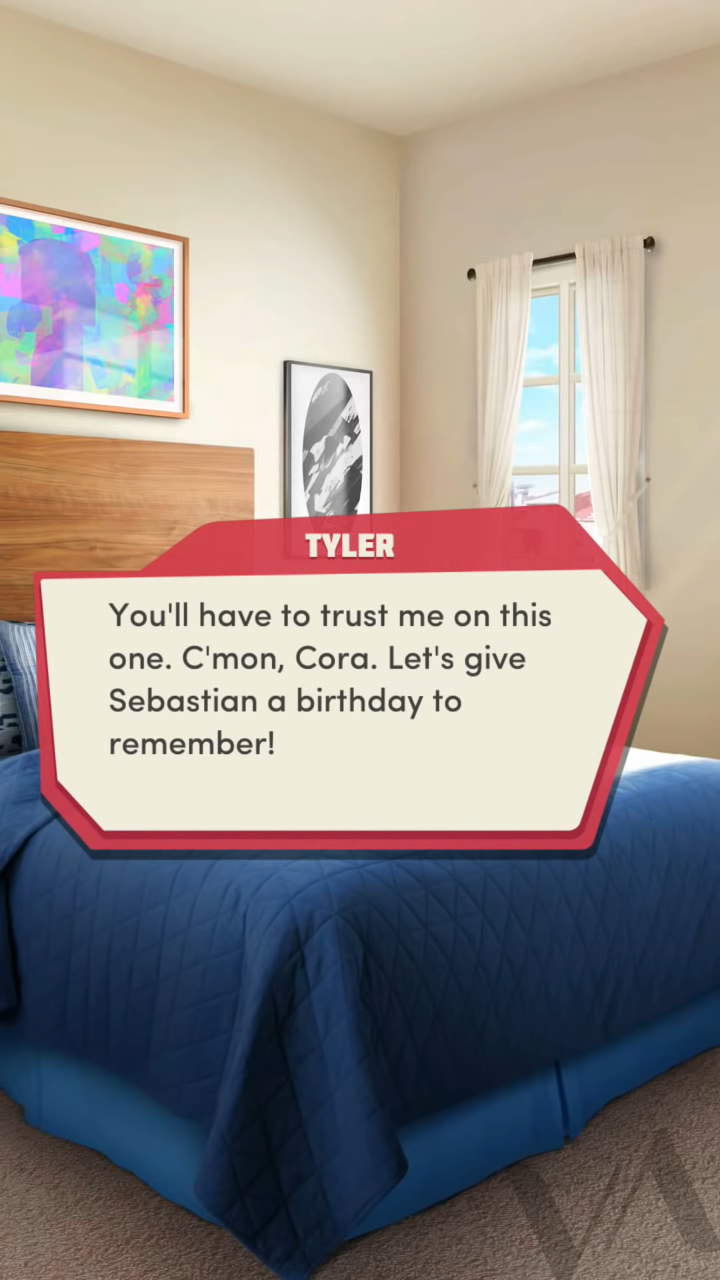 TYLER
You'll have to trust me on this
one. C'mon, Cora. Let's give
Sebastian a birthday to
remember!